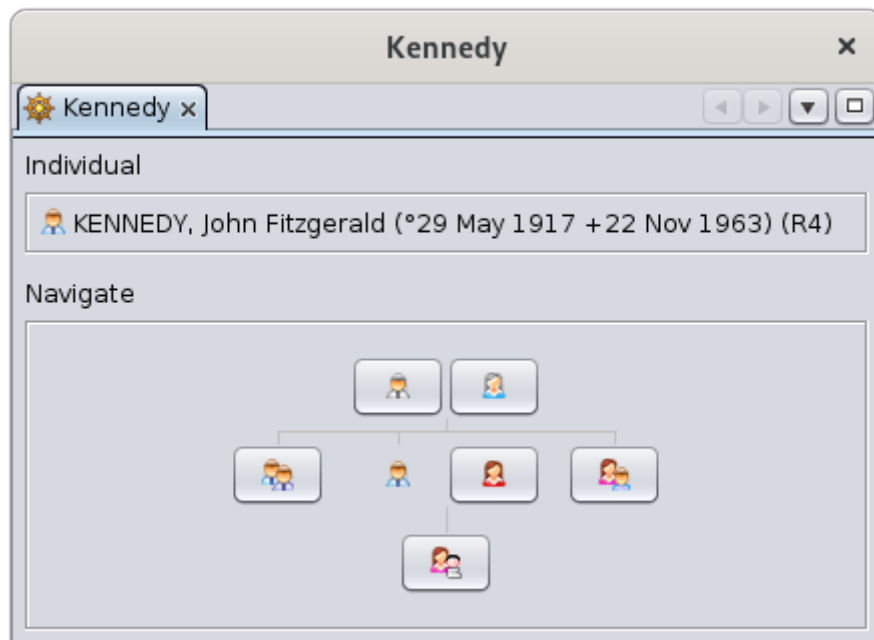 Kennedy
Kennedy
Individual
KENNEDY, John Fitzgerald (°29 May 1917 +22 Nov 1963) (R4)
Navigate